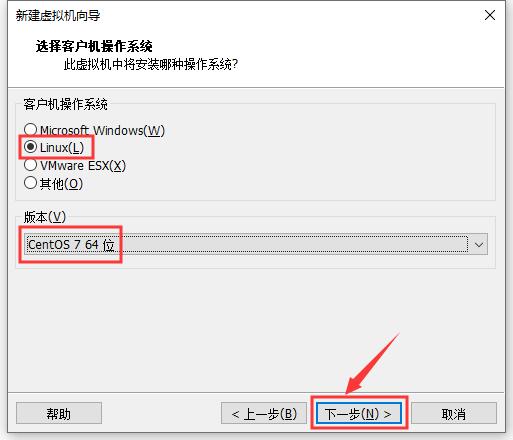 新建虚拟机向导
选择客户机操作系统
此虚拟机中将安装哪种操作系统?
客户机操作系统
Microsoft Windows(W)
Linux(L)
VMware ESX(X)
其他(O)
版本(V)
CentOS 7 64 位
帮助
< 上一步(B)
下一步(N) >
取消